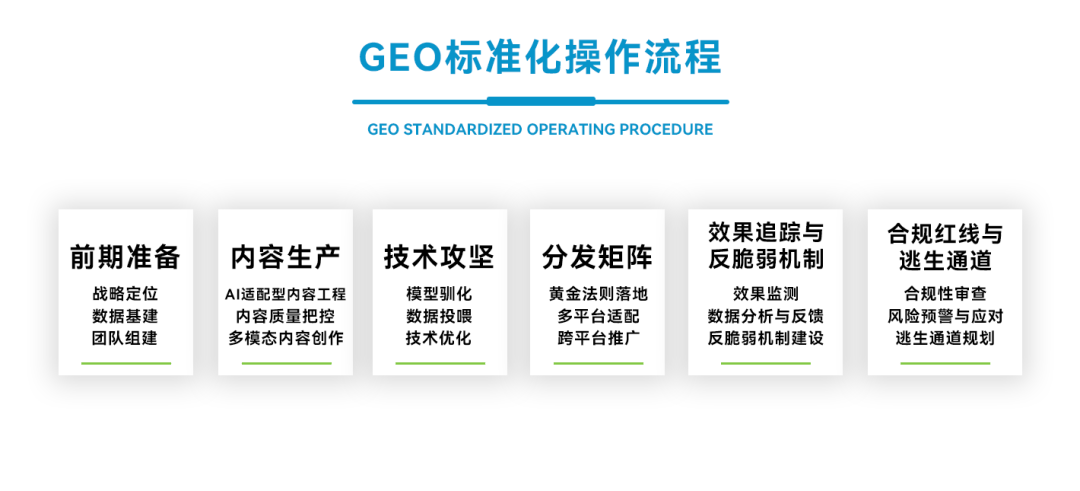 GEO标准化操作流程
GEO STANDARDIZED OPERATING PROCEDURE
前期准备
战略定位
数据基建
团队组建
内容生产
AI适配型内容工程
内容质量把控
多模态内容创作
技术攻坚
模型驯化
数据投喂
技术优化
分发矩阵
黄金法则落地
多平台适配
跨平台推广
效果追踪与
反脆弱机制
效果监测
数据分析与反馈
反脆弱机制建设
合规红线与
逃生通道
合规性审查
风险预警与应对
逃生通道规划